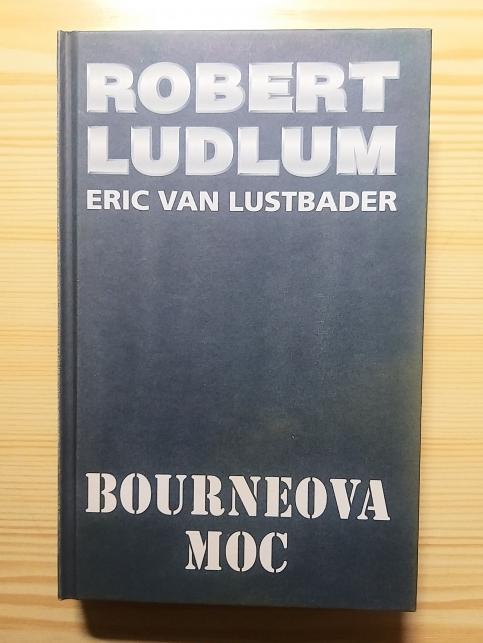 ROBERT
LUDLUM
ERIC VAN LUSTBADER
BOURNEOVA
MOC